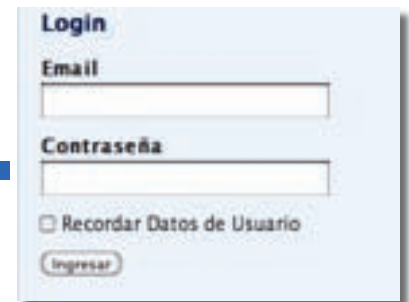 Login
Email
Contraseña
Recordar Datos de Usuario
Ingresar